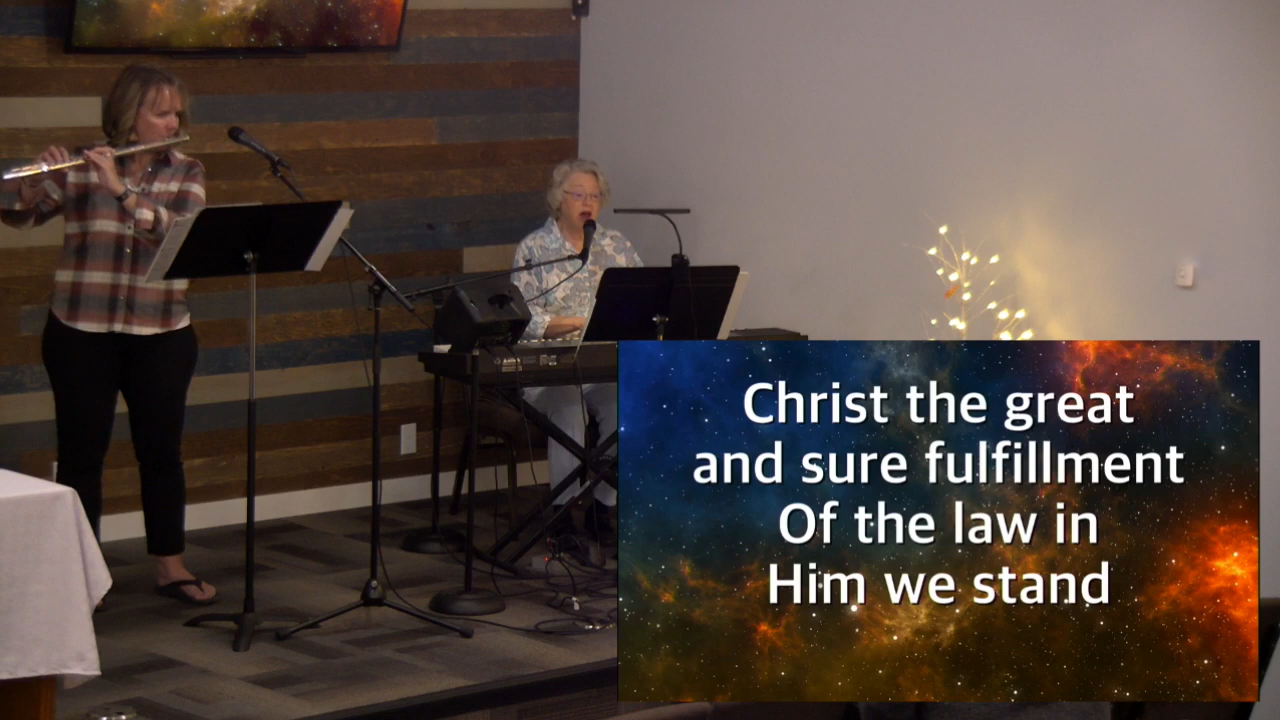 Christ the great
and sure fulfillment
Of the law in
Him we stand